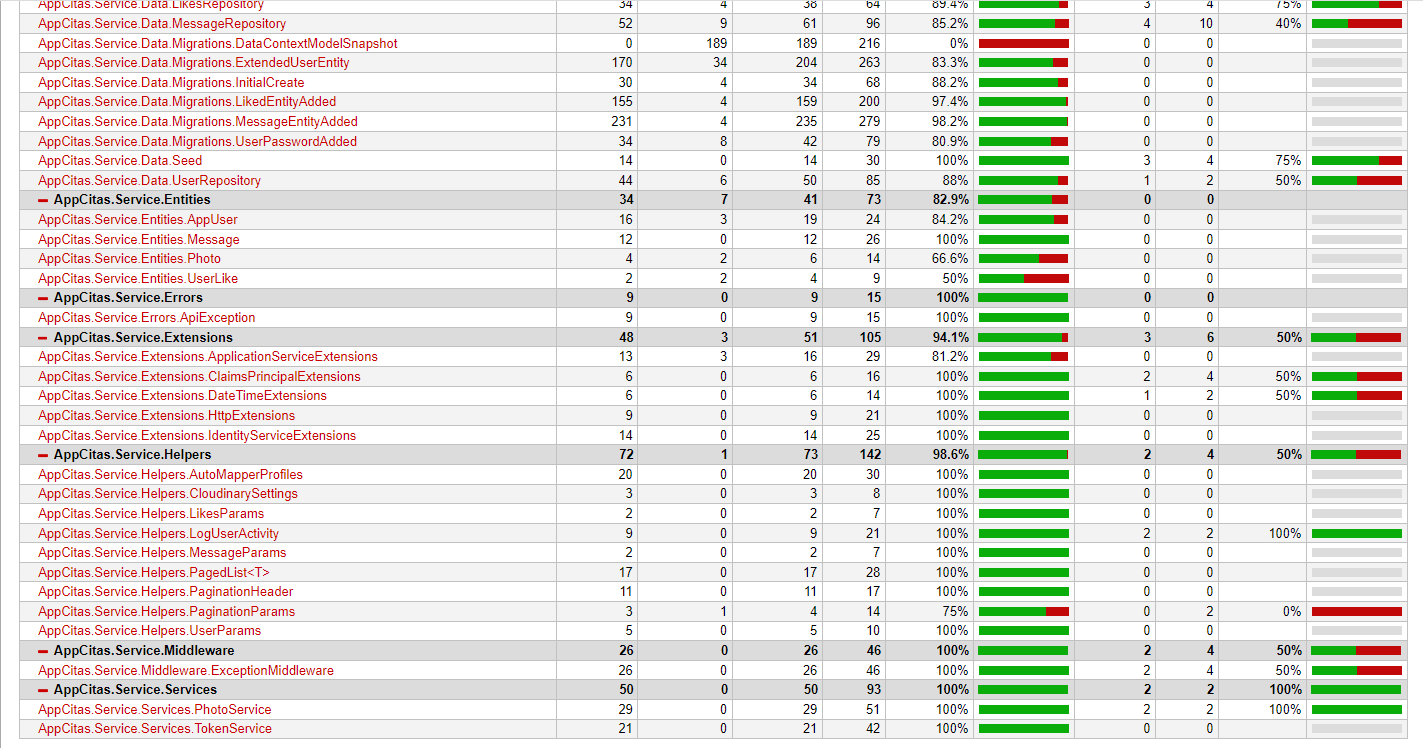 AppCitas.Service.Data.LikesRepository 34 4 38 64 89.4% 3 4 75%
AppCitas.Service.Data.MessageRepository 52 9 61 96 85.2% 4 10 40%
AppCitas.Service.Data.Migrations.DataContextModelSnapshot 0 189 189 216 0% 0 0
AppCitas.Service.Data.Migrations.ExtendedUserEntity 170 34 204 263 83.3% 0 0
AppCitas.Service.Data.Migrations.InitialCreate 30 4 34 68 88.2% 0 0
AppCitas.Service.Data.Migrations.LikedEntityAdded 155 4 159 200 97.4% 0 0
AppCitas.Service.Data.Migrations.MessageEntityAdded 231 4 235 279 98.2% 0 0
AppCitas.Service.Data.Migrations.UserPasswordAdded 34 8 42 79 80.9% 0 0
AppCitas.Service.Data.Seed 14 0 14 30 100% 3 4 75%
AppCitas.Service.Data.UserRepository 44 6 50 85 88% 1 2 50%
AppCitas.Service.Entities 34 7 41 73 82.9% 0 0
AppCitas.Service.Entities.AppUser 16 3 19 24 84.2% 0 0
AppCitas.Service.Entities.Message 12 0 12 26 100% 0 0
AppCitas.Service.Entities.Photo 4 2 6 14 66.6% 0 0
AppCitas.Service.Entities.UserLike 2 2 4 9 50% 0 0
AppCitas.Service.Errors 9 0 9 15 100% 0 0
AppCitas.Service.Errors.ApiException 9 0 9 15 100% 0 0
AppCitas.Service.Extensions 48 3 51 105 94.1% 3 6 50%
AppCitas.Service.Extensions.ApplicationServiceExtensions 13 3 16 29 81.2% 0 0
AppCitas.Service.Extensions.ClaimsPrincipalExtensions 6 0 6 16 100% 2 4 50%
AppCitas.Service.Extensions.DateTimeExtensions 6 0 6 14 100% 1 2 50%
AppCitas.Service.Extensions.HttpExtensions 9 0 9 21 100% 0 0
AppCitas.Service.Extensions.IdentityServiceExtensions 14 0 14 25 100% 0 0
AppCitas.Service.Helpers 72 1 73 142 98.6% 2 4 50%
AppCitas.Service.Helpers.AutoMapperProfiles 20 0 20 30 100% 0 0
AppCitas.Service.Helpers.CloudinarySettings 3 0 3 8 100% 0 0
AppCitas.Service.Helpers.LikesParams 2 0 2 7 100% 0 0
AppCitas.Service.Helpers.LogUserActivity 9 0 9 21 100% 2 2 100%
AppCitas.Service.Helpers.MessageParams 2 0 2 7 100% 0 0
AppCitas.Service.Helpers.PagedList<T> 17 0 17 28 100% 0 0
AppCitas.Service.Helpers.PaginationHeader 11 0 11 17 100% 0 0
AppCitas.Service.Helpers.PaginationParams 3 1 4 14 75% 0 2 0%
AppCitas.Service.Helpers.UserParams 5 0 5 10 100% 0 0
AppCitas.Service.Middleware 26 0 26 46 100% 2 4 50%
AppCitas.Service.Middleware.ExceptionMiddleware 26 0 26 46 100% 2 4 50%
AppCitas.Service.Services 50 0 50 93 100% 2 2 100%
AppCitas.Service.Services.PhotoService 29 0 29 51 100% 2 2 100%
AppCitas.Service.Services.TokenService 21 0 21 42 100% 0 0